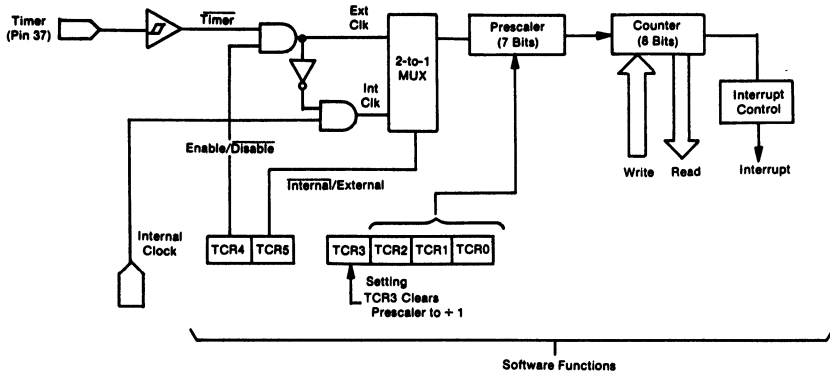 Timer
(Pin 37)
Timer
Ext
Clk
2-to-1
MUX
Int
Clk
Prescaler
(7 Bits)
Counter
(8 Bits)
Interrupt
Control
Enable/Disable
Internal/External
Write
Read
Interrupt
Internal
Clock
TCR4
TCR5
TCR3
TCR2
TCR1
TCR0
Setting
TCR3 Clears
Prescaler to ÷ 1
Software Functions